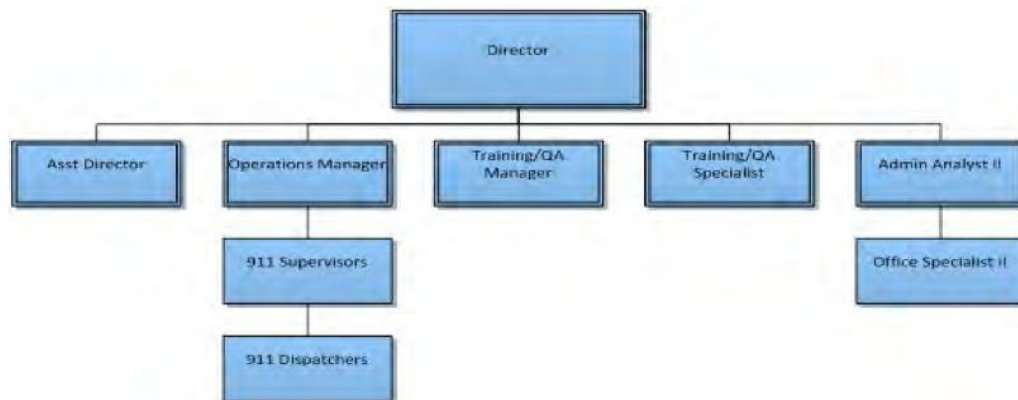 Director
Asst Director
Operations Manager
Training/QA
Manager
Training/QA
Specialist
Admin Analyst II
911 Supervisors
Office Specialist II
911 Dispatchers